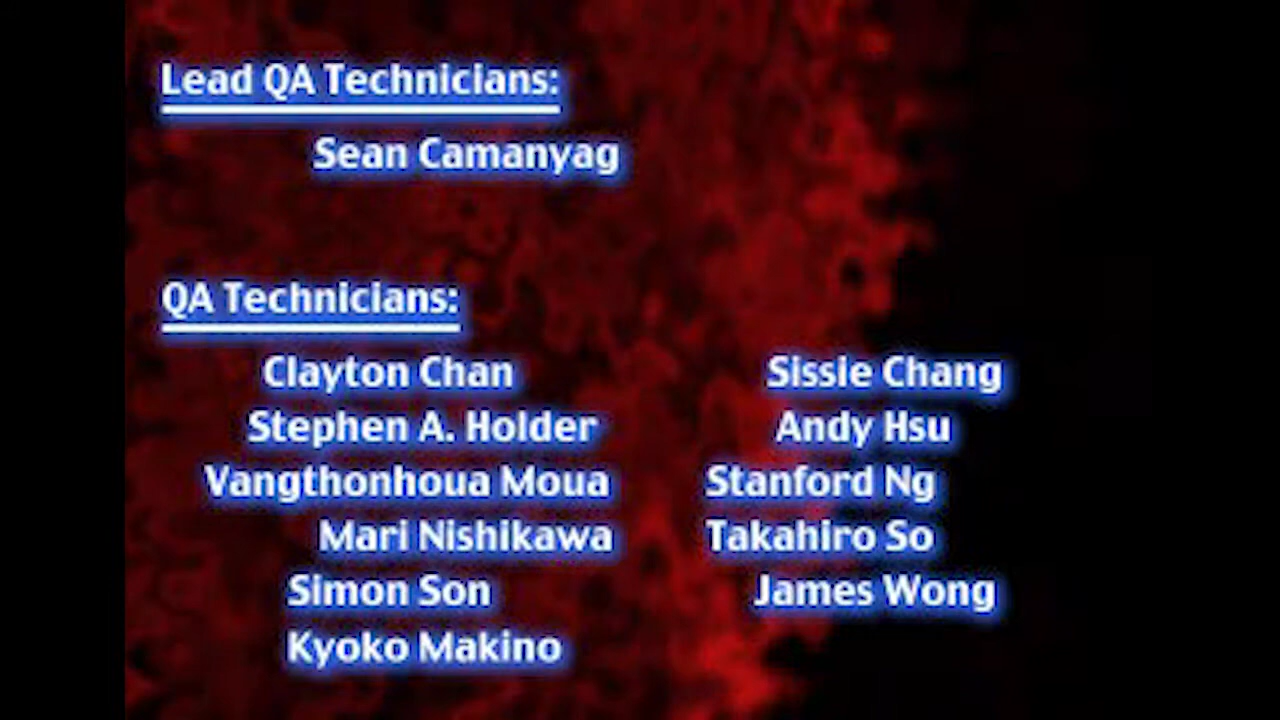 Lead QA Technicians:
Sean Camanyag
QA Technicians:
Clayton Chan Sissie Chang
Stephen A. Holder Andy Hsu
Vangthonhoua Moua Stanford Ng
Mari Nishikawa Takahiro So
Simon Son James Wong
Kyoko Makino